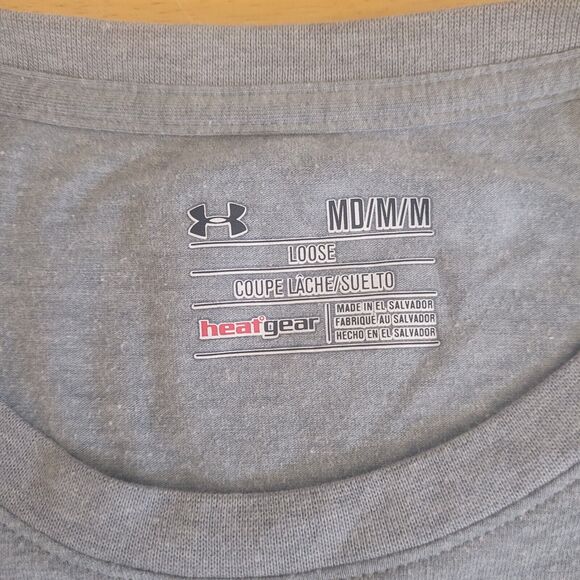 MD/M/M
LOOSE
COUPE LÂCHE/SUELTO
heatgear
MADE IN EL SALVADOR
FABRIQUÉ AU SALVADOR
HECHO EN EL SALVADOR